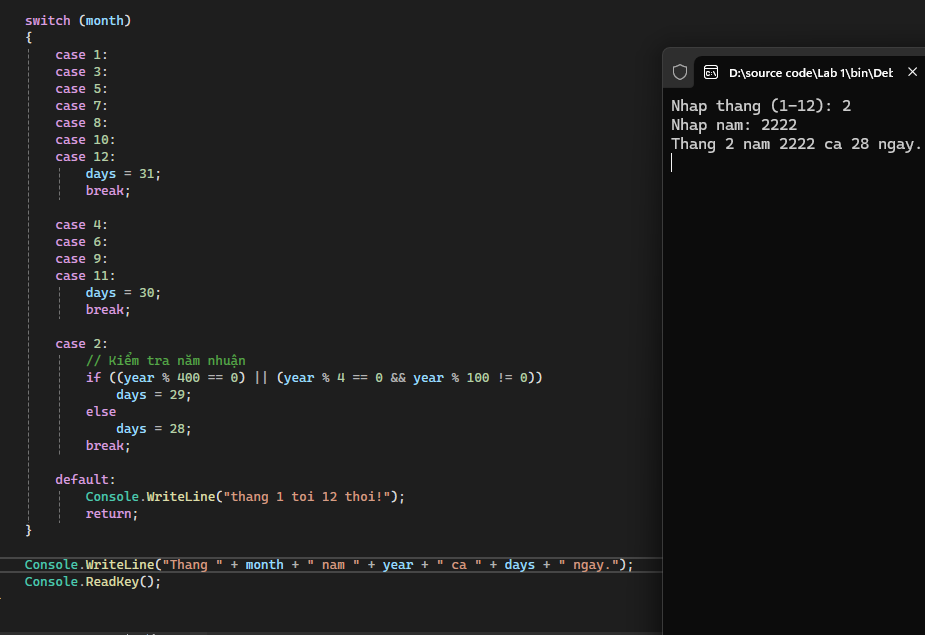 switch (month)
{
case 1:
case 3:
case 5:
case 7:
case 8:
case 10:
case 12:
days = 31;
break;
case 4:
case 6:
case 9:
case 11:
days = 30;
break;
case 2:
// Kiểm tra năm nhuận
if ((year % 400 == 0) || (year % 4 == 0 && year % 100 != 0))
days = 29;
else
days = 28;
break;
default:
Console.WriteLine("thang 1 toi 12 thoi!");
return;
}
Console.WriteLine("Thang " + month + " nam " + year + " ca " + days + " ngay.");
Console.ReadKey();
D:\source code\Lab 1\bin\Deb
Nhap thang (1-12): 2
Nhap nam: 2222
Thang 2 nam 2222 ca 28 ngay.